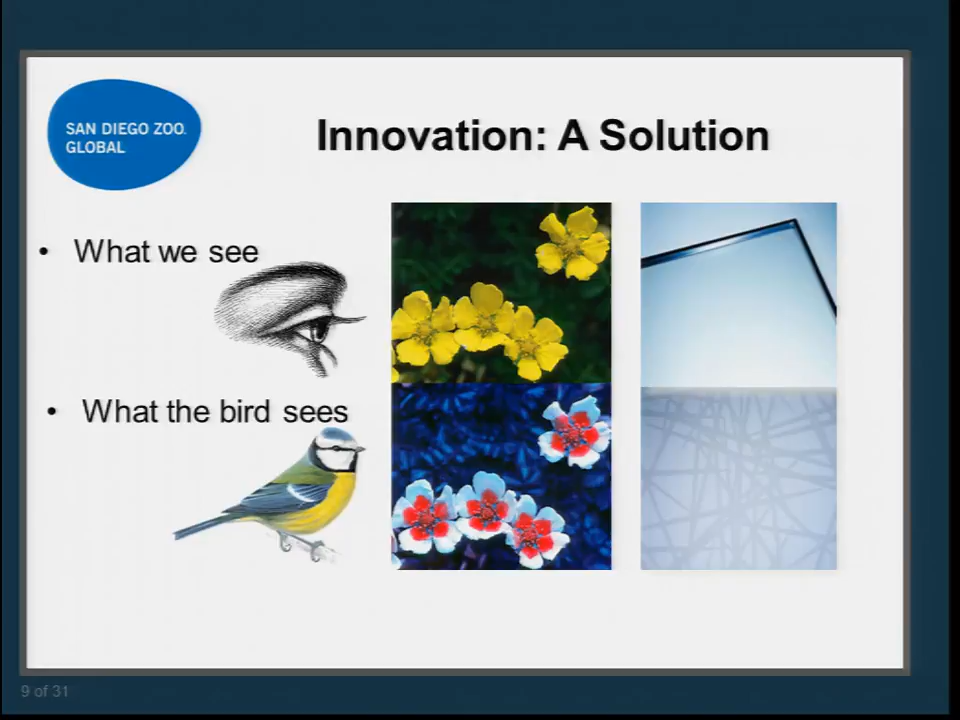 SAN DIEGO ZOO.
GLOBAL
Innovation: A Solution
• What we see
• What the bird sees
9 of 31